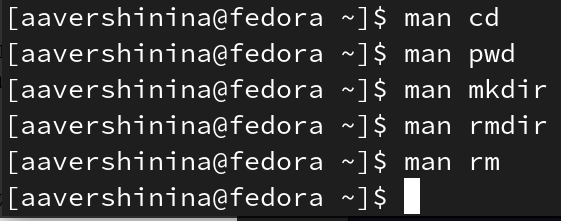 [aavershinina@fedora ~]$ man cd
[aavershinina@fedora ~]$ man pwd
[aavershinina@fedora ~]$ man mkdir
[aavershinina@fedora ~]$ man rmdir
[aavershinina@fedora ~]$ man rm
[aavershinina@fedora ~]$